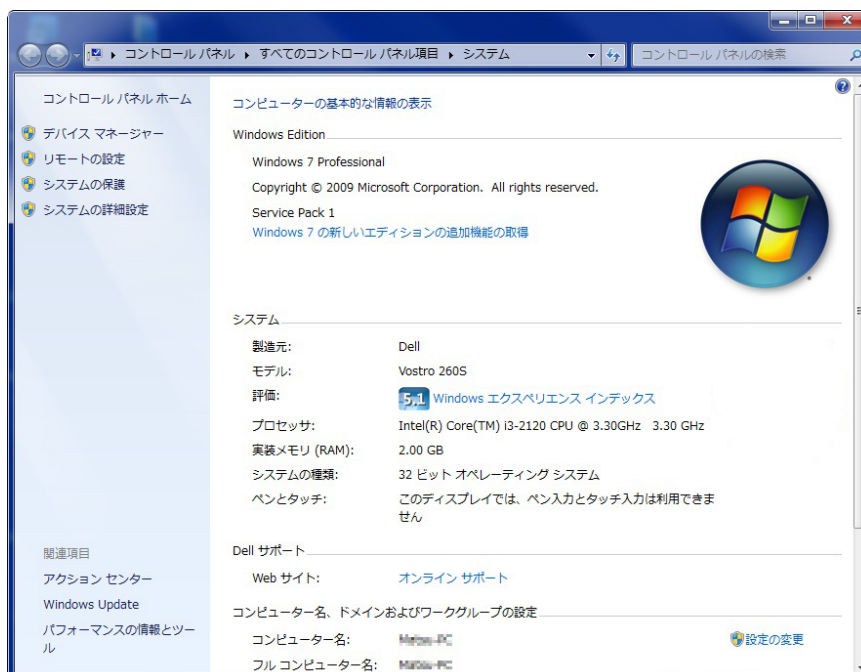 コントロール パネル ▸ すべてのコントロール パネル項目 ▸ システム
コントロール パネルの検索
コントロール パネル ホーム
デバイス マネージャー
リモートの設定
システムの保護
システムの詳細設定
コンピューターの基本的な情報の表示
Windows Edition
Windows 7 Professional
Copyright © 2009 Microsoft Corporation. All rights reserved.
Service Pack 1
Windows 7 の新しいエディションの追加機能の取得
システム
製造元: Dell
モデル: Vostro 260S
評価: 5.1 Windows エクスペリエンス インデックス
プロセッサ: Intel(R) Core(TM) i3-2120 CPU @ 3.30GHz 3.30 GHz
実装メモリ (RAM): 2.00 GB
システムの種類: 32 ビット オペレーティング システム
ペンとタッチ: このディスプレイでは、ペン入力とタッチ入力は利用できま
せん
Dell サポート
Web サイト: オンライン サポート
コンピューター名、ドメインおよびワークグループの設定
コンピューター名:
設定の変更
フル コンピューター名:
関連項目
アクション センター
Windows Update
パフォーマンスの情報とツー
ル